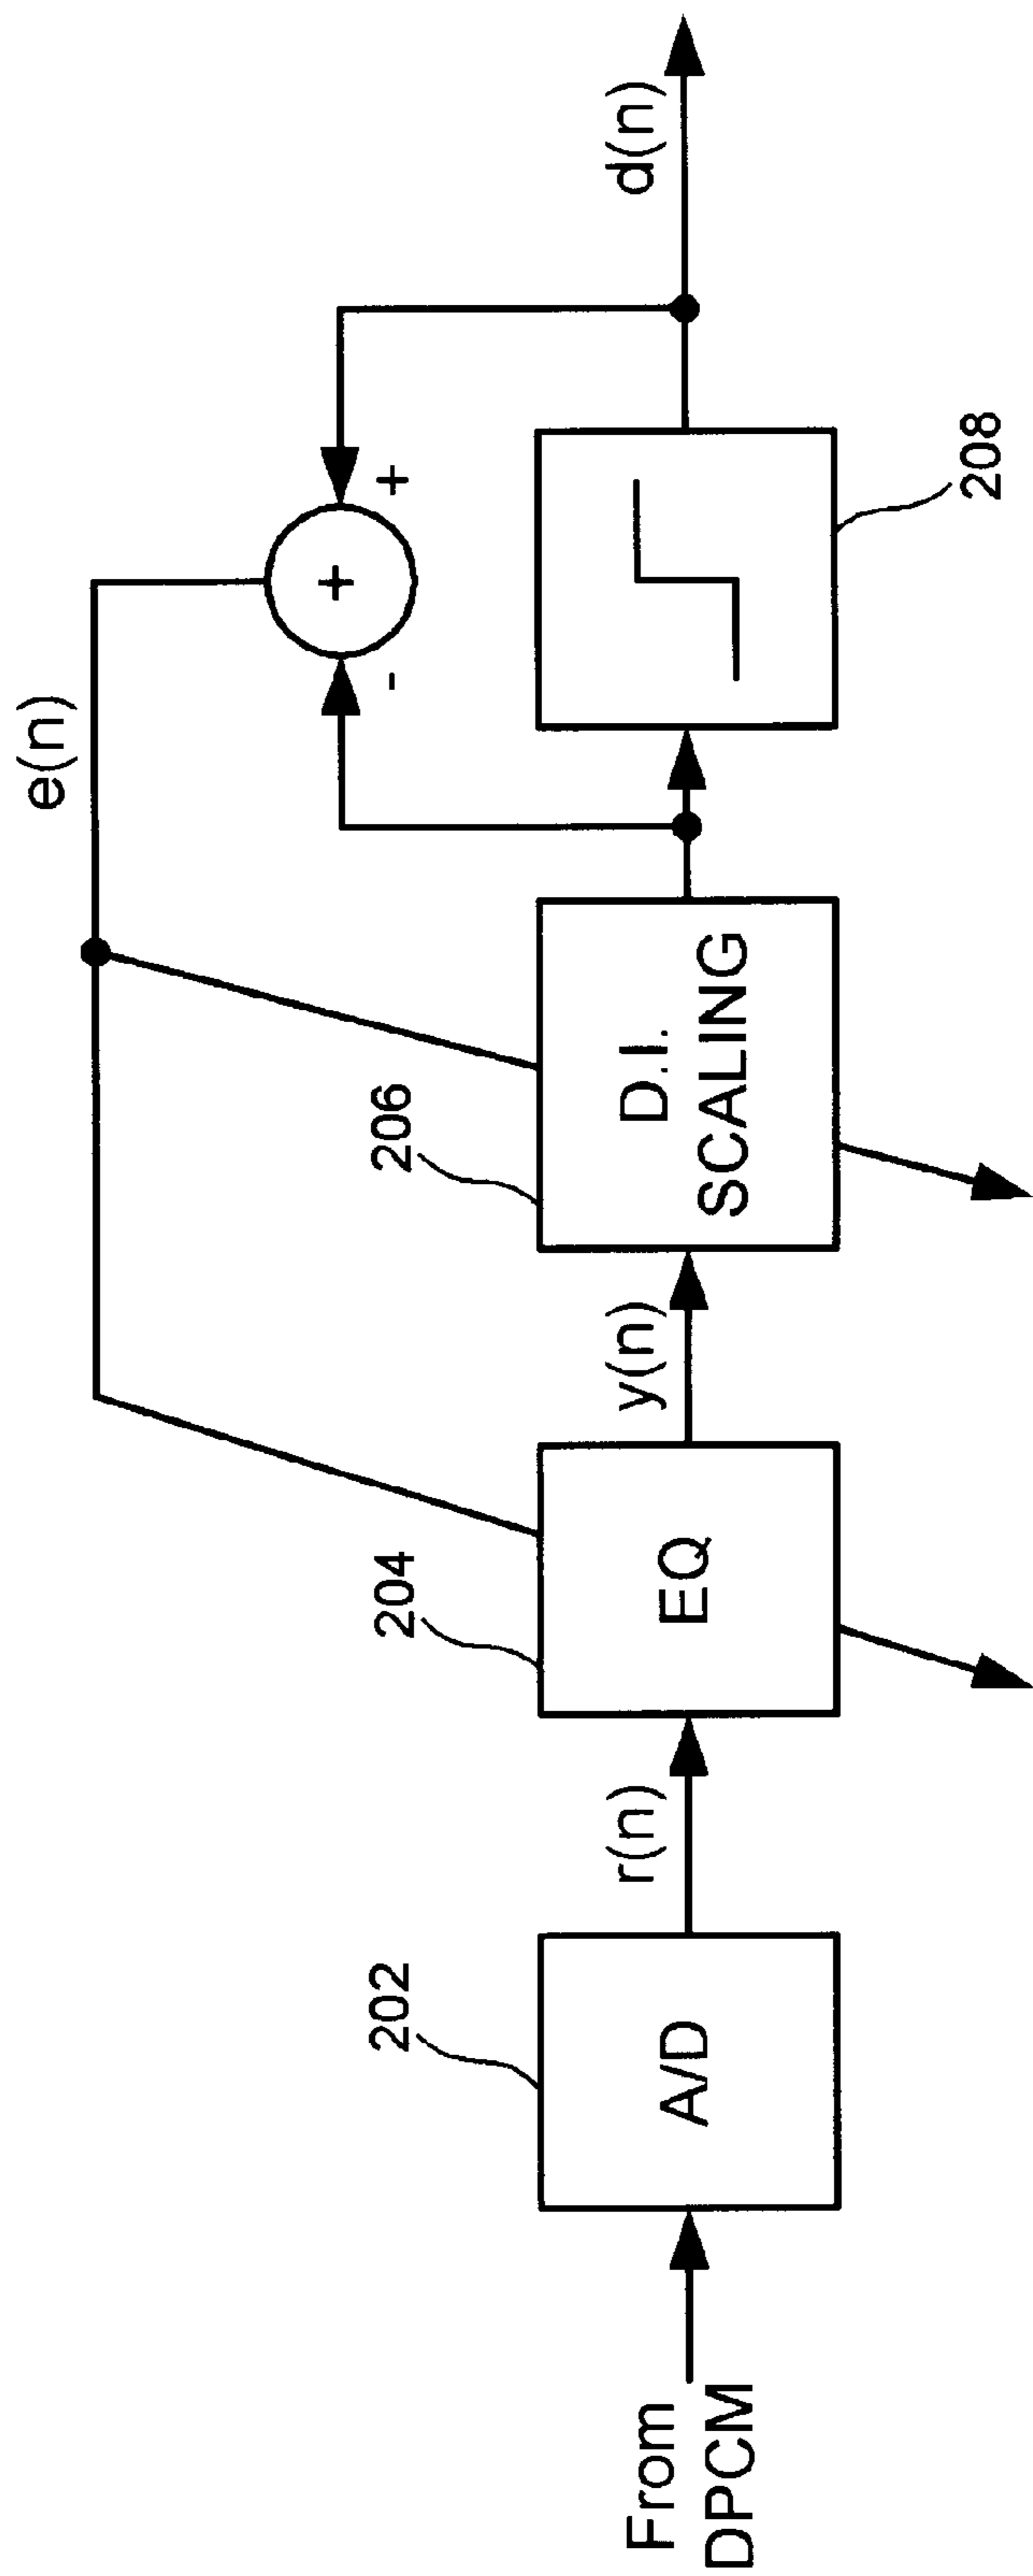 e(n)
+
-
+
202
204
206
From
DPCM
A/D
r(n)
EQ
y(n)
D.I.
SCALING
d(n)
208